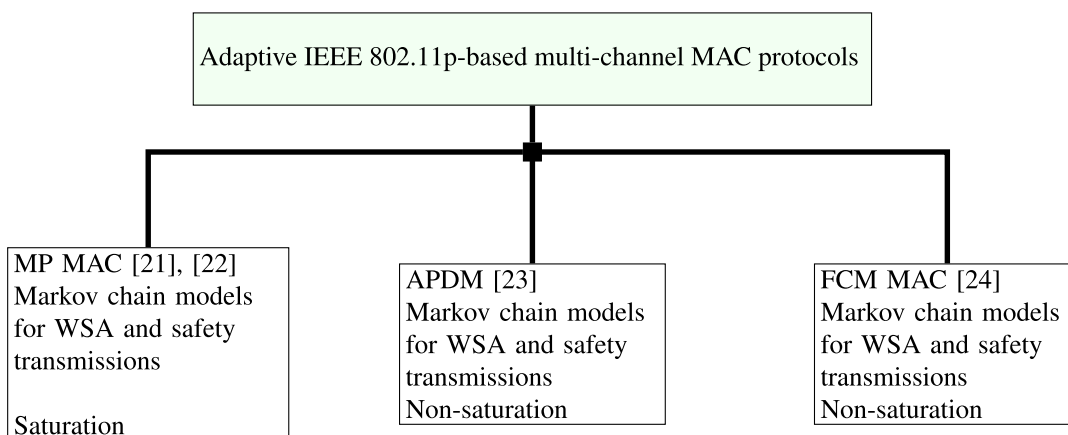 Adaptive IEEE 802.11p-based multi-channel MAC protocols
MP MAC [21], [22]
Markov chain models
for WSA and safety
transmissions
Saturation
APDM [23]
Markov chain models
for WSA and safety
transmissions
Non-saturation
FCM MAC [24]
Markov chain models
for WSA and safety
transmissions
Non-saturation